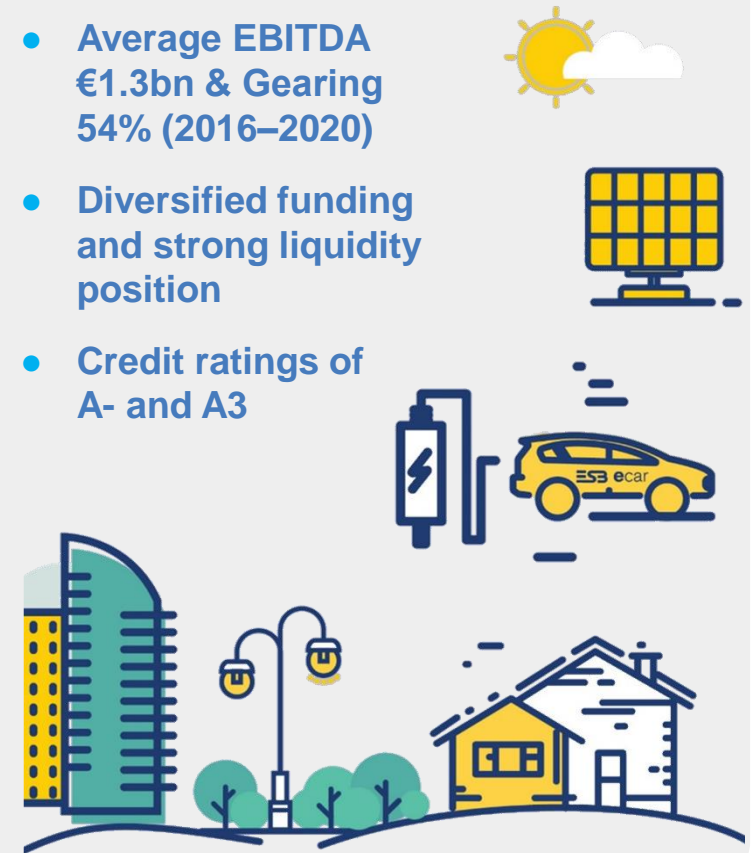 ● Average EBITDA
€1.3bn & Gearing
54% (2016–2020)
● Diversified funding
and strong liquidity
position
● Credit ratings of
A- and A3
ESB ecar